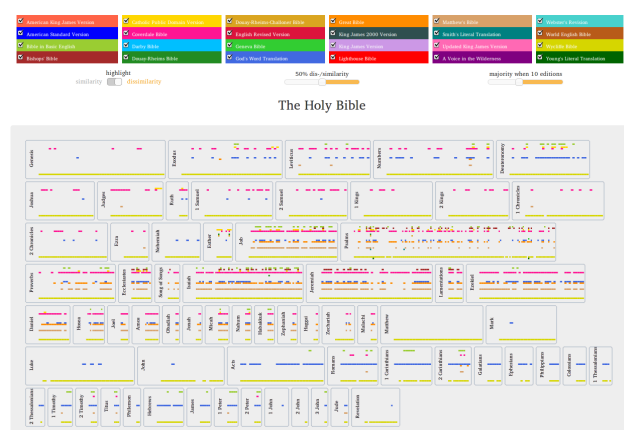 American King James Version
Catholic Public Domain Version
Douay-Rheims-Challoner Bible
Great Bible
Matthew's Bible
Webster's Revision
American Standard Version
Coverdale Bible
English Revised Version
King James 2000 Version
Smith's Literal Translation
World English Bible
Bible in Basic English
Darby Bible
Geneva Bible
King James Version
Updated King James Version
Wycliffe Bible
Bishops Bible
Douay-Rheims Bible
God's Word Translation
Lighthouse Bible
A Voice in the Wilderness
Young's Literal Translation
highlight
similarity
dissimilarity
50% dis-/similarity
majority when 10 editions
The Holy Bible
Genesis
Exodus
Leviticus
Numbers
Deuteronomy
Joshua
Judges
Ruth
1 Samuel
2 Samuel
1 Kings
2 Kings
1 Chronicles
2 Chronicles
Ezra
Nehemiah
Esther
Job
Psalms
Proverbs
Ecclesiastes
Song of Songs
Isaiah
Jeremiah
Lamentations
Ezekiel
Daniel
Hosea
Joel
Amos
Obadiah
Jonah
Micah
Nahum
Habakkuk
Zephaniah
Haggai
Zechariah
Malachi
Matthew
Mark
Luke
John
Acts
Romans
1 Corinthians
2 Corinthians
Galatians
Ephesians
Philippians
Colossians
1 Thessalonians
2 Thessalonians
1 Timothy
2 Timothy
Titus
Philemon
Hebrews
James
1 Peter
2 Peter
1 John
2 John
3 John
Jude
Revelation